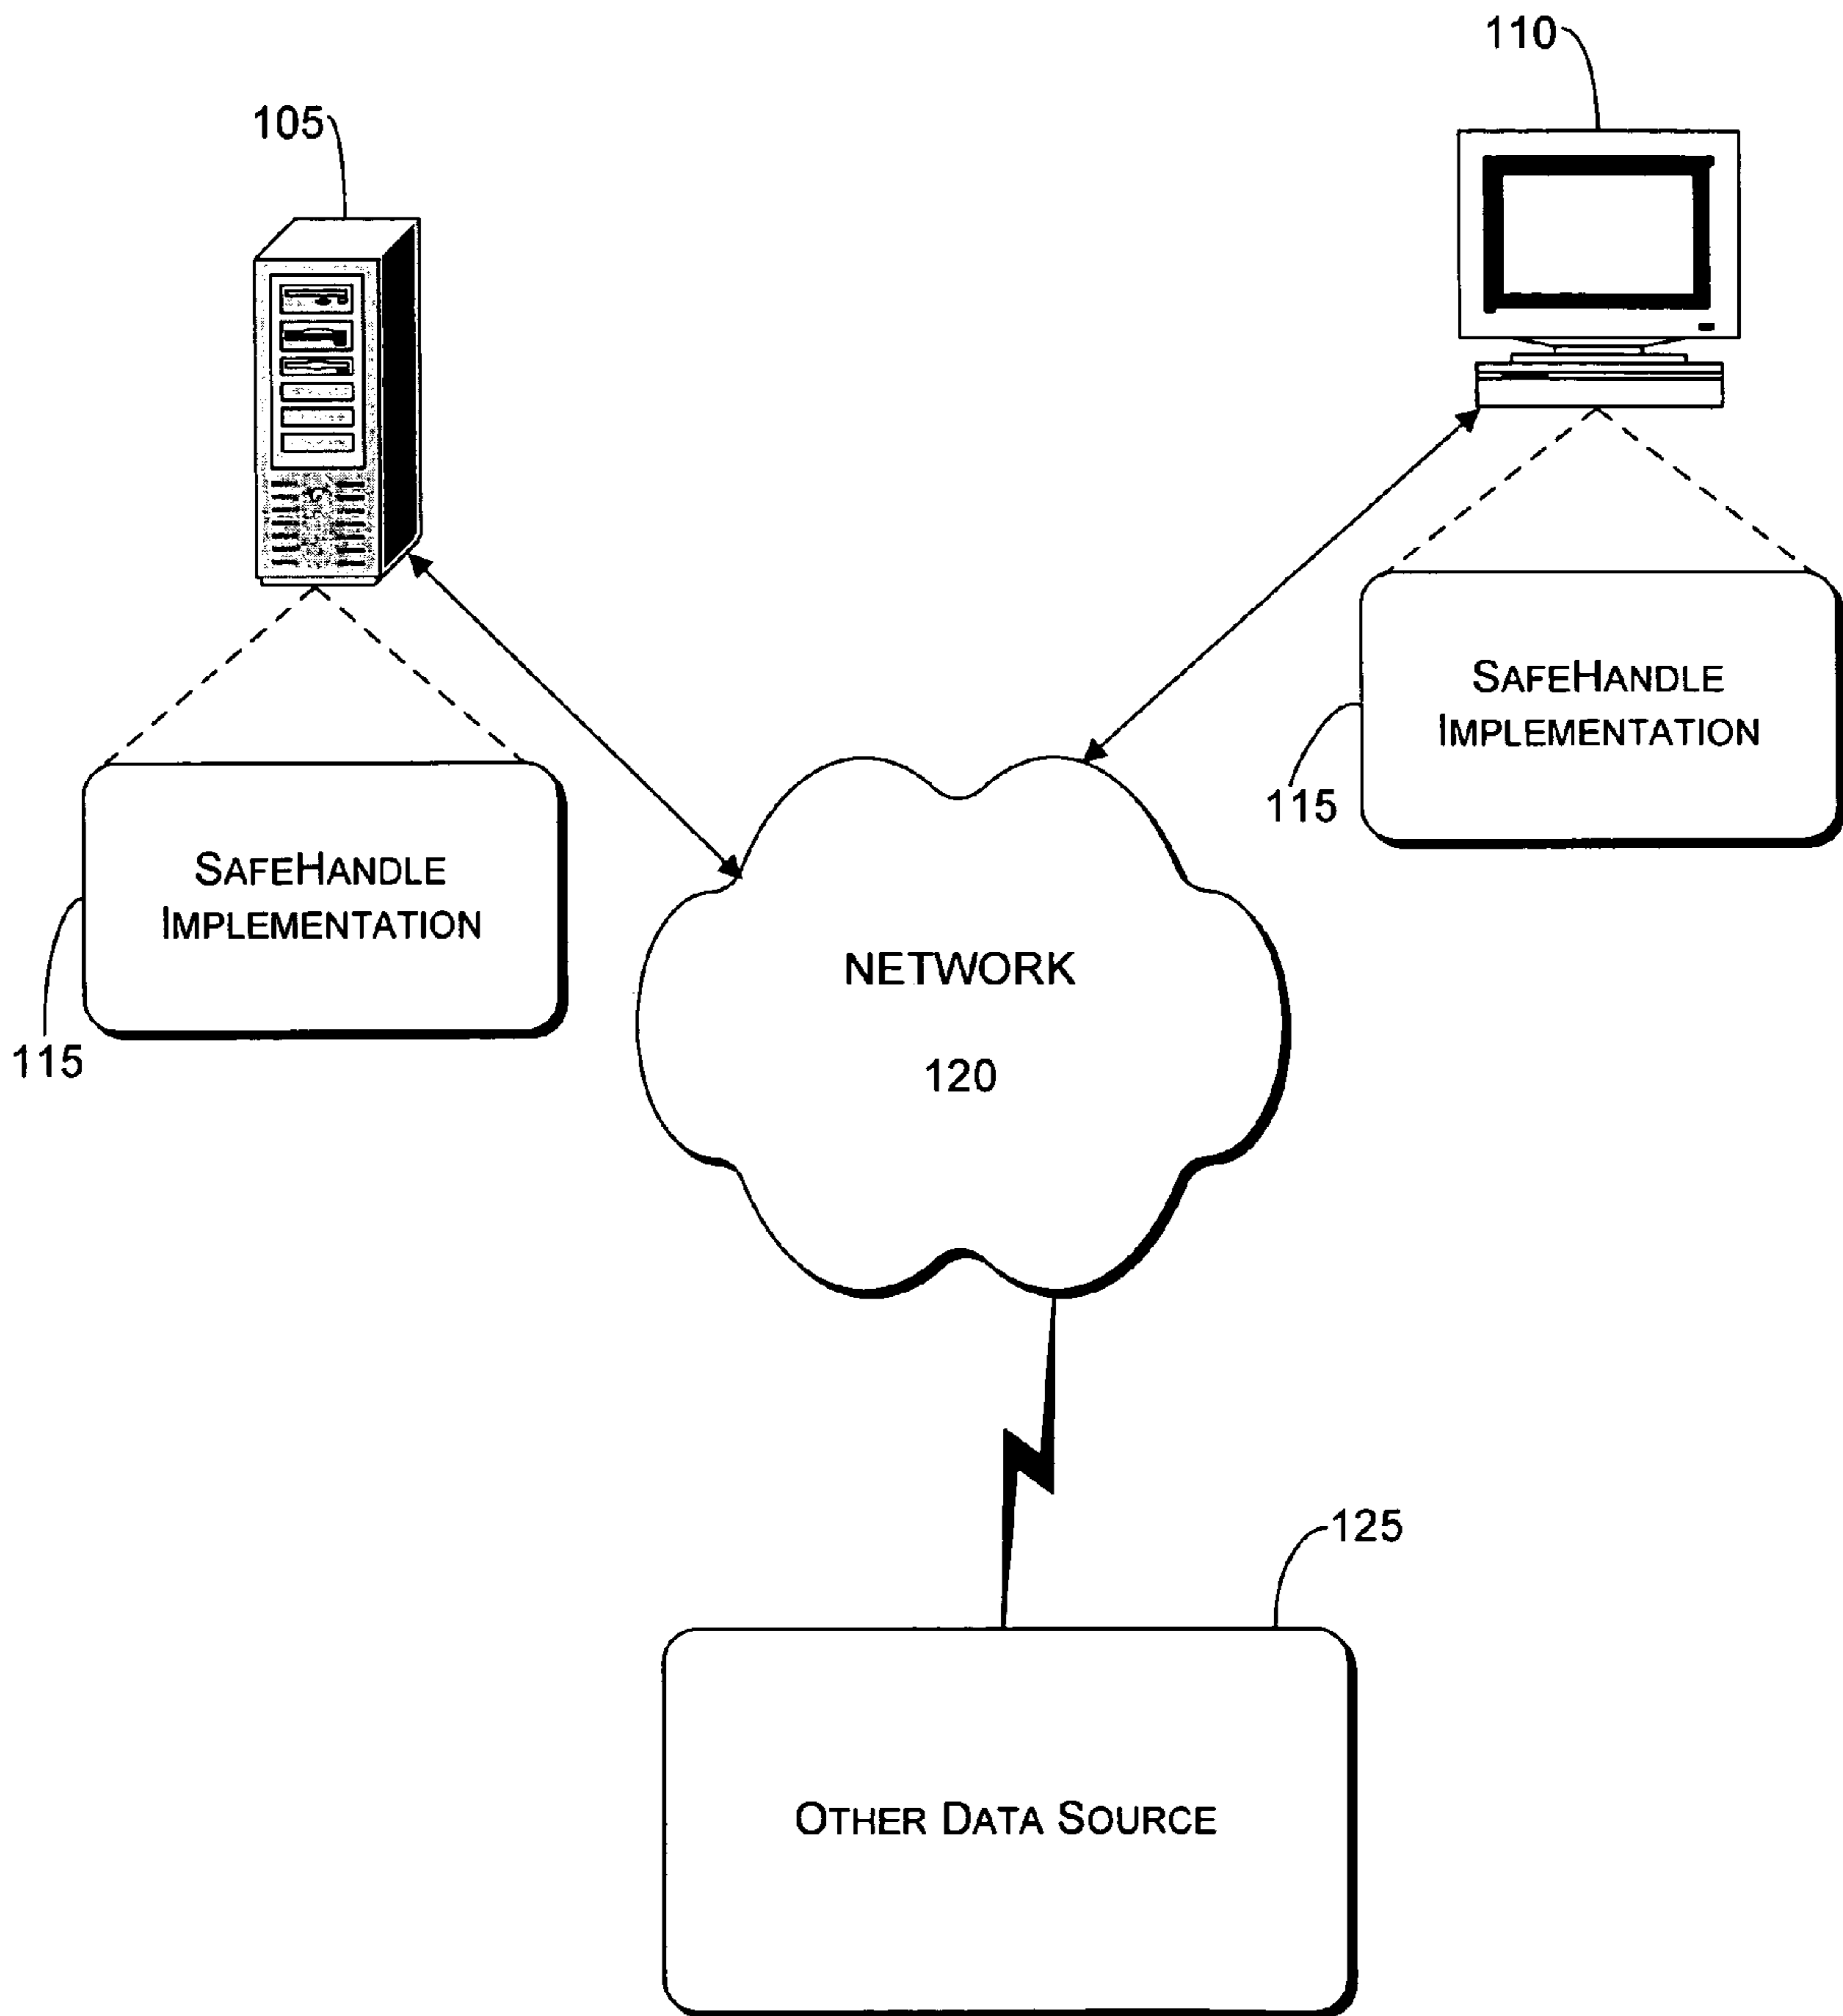 110
105
SAFEHANDLE
IMPLEMENTATION
115
SAFEHANDLE
IMPLEMENTATION
115
NETWORK
120
125
OTHER DATA SOURCE